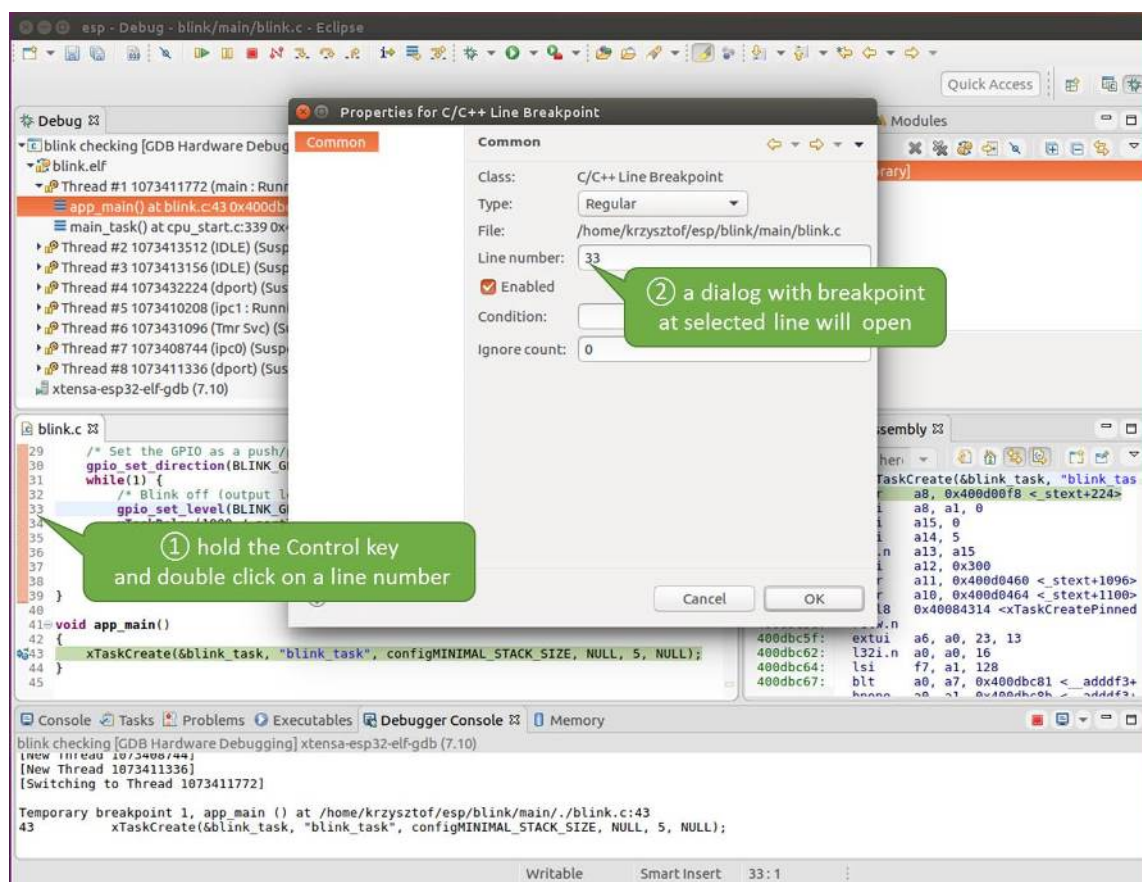 esp - Debug - blink/main/blink.c - Eclipse
Quick Access
Debug
Modules
blink checking [GDB Hardware Debug
blink.elf
Thread #1 1073411772 (main : Runn
app_main() at blink.c:43 0x400dbc
main_task() at cpu_start.c:339 0x4
Thread #2 1073413512 (IDLE) (Susp
Thread #3 1073413156 (IDLE) (Susp
Thread #4 1073432224 (dport) (Sus
Thread #5 1073410208 (ipc1 : Runni
Thread #6 1073431096 (Tmr Svc) (S
Thread #7 1073408744 (ipc0) (Susp
Thread #8 1073411336 (dport) (Sus
xtensa-esp32-elf-gdb (7.10)
rary]
Properties for C/C++ Line Breakpoint
Common
Common
Class: C/C++ Line Breakpoint
Type: Regular
File: /home/krzysztof/esp/blink/main/blink.c
Line number: 33
Enabled
Condition:
Ignore count: 0
② a dialog with breakpoint
at selected line will open
Cancel OK
blink.c
29 /* Set the GPIO as a push/
30 gpio_set_direction(BLINK_G
31 while(1) {
32 /* Blink off (output l
33 gpio_set_level(BLINK_G
34
35
36
37
38
39 }
40
41 void app_main()
42 {
43 xTaskCreate(&blink_task, "blink_task", configMINIMAL_STACK_SIZE, NULL, 5, NULL);
44 }
45
① hold the Control key
and double click on a line number
sembly
her
TaskCreate(&blink_task, "blink_tas
a8, 0x400d00f8 <_stext+224>
a8, a1, 0
a15, 0
a14, 5
.n a13, a15
a12, 0x300
a11, 0x400d0460 <_stext+1096>
a10, 0x400d0464 <_stext+1100>
l8 0x40084314 <xTaskCreatePinned
400dbc5f: extui a6, a0, 23, 13
400dbc62: l32i.n a0, a0, 16
400dbc64: lsi f7, a1, 128
400dbc67: blt a0, a7, 0x400dbc81 <__adddf3+
Console Tasks Problems Executables Debugger Console Memory
blink checking [GDB Hardware Debugging] xtensa-esp32-elf-gdb (7.10)
[New Thread 1073408744]
[New Thread 1073411336]
[Switching to Thread 1073411772]
Temporary breakpoint 1, app_main () at /home/krzysztof/esp/blink/main/./blink.c:43
43 xTaskCreate(&blink_task, "blink_task", configMINIMAL_STACK_SIZE, NULL, 5, NULL);
Writable Smart Insert 33 : 1